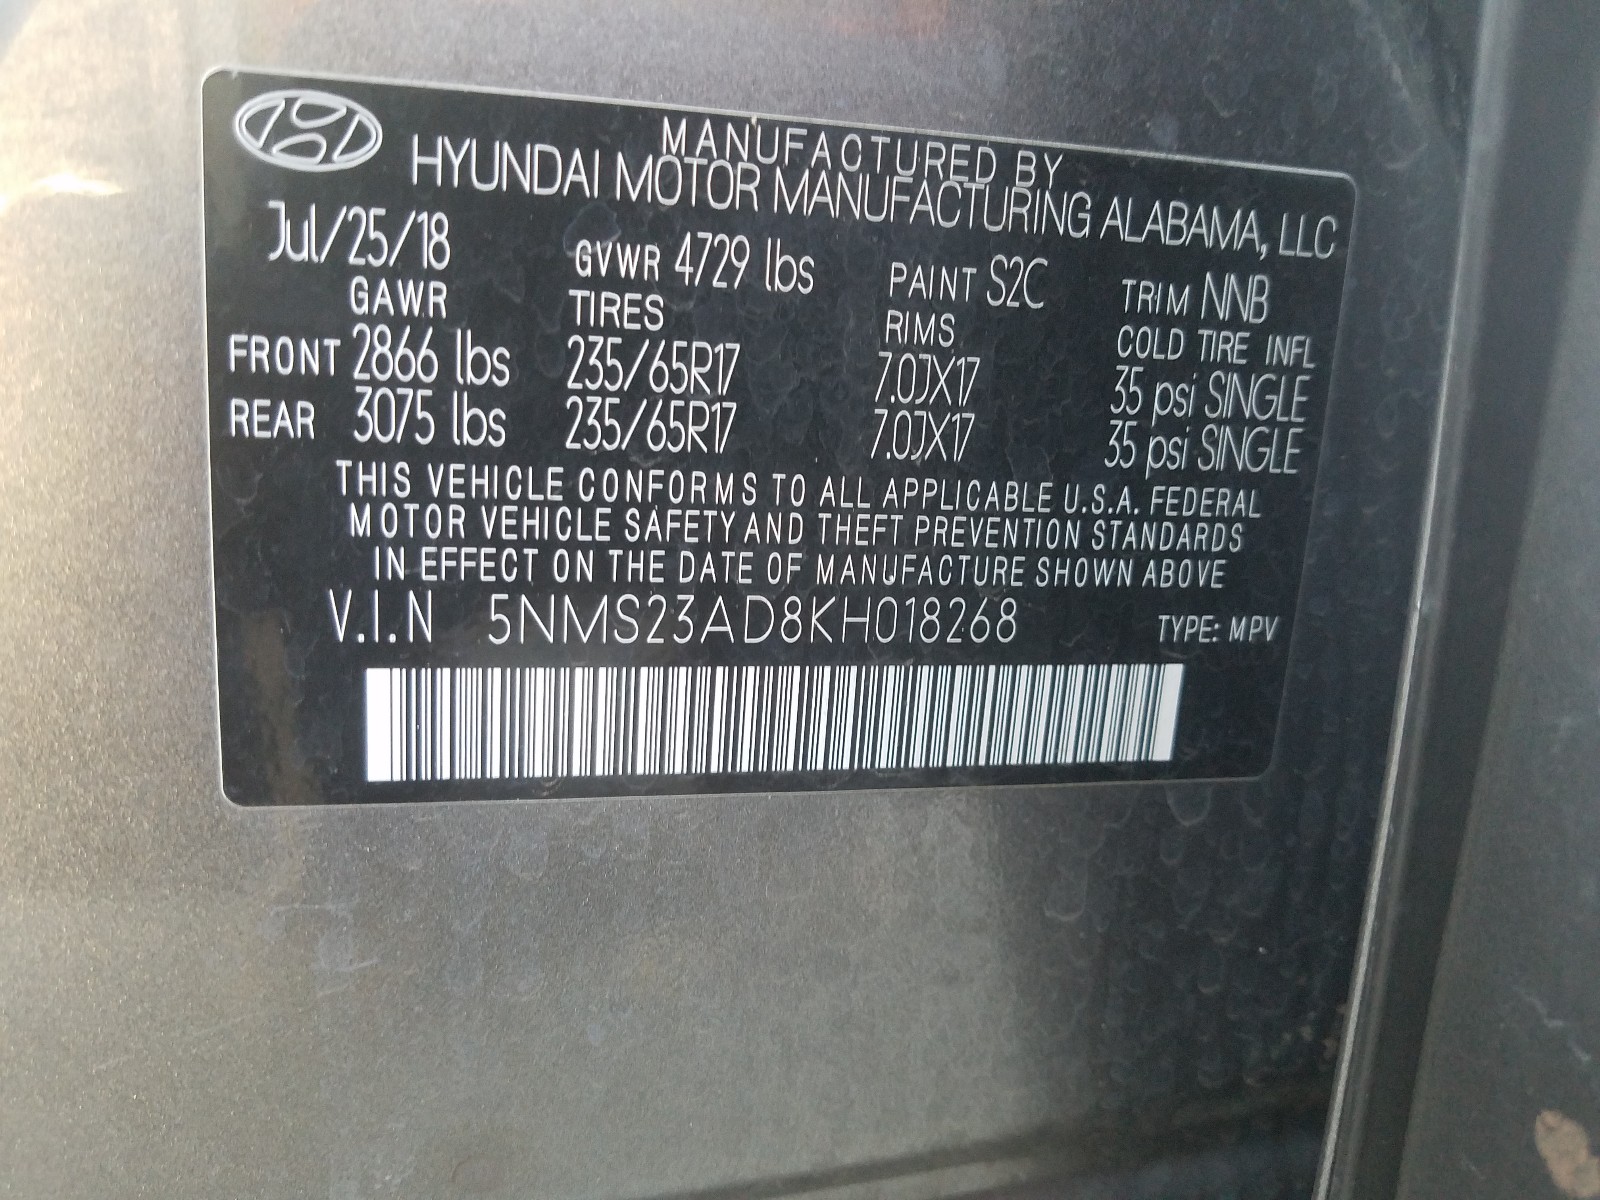 MANUFACTURED BY
HYUNDAI MOTOR MANUFACTURING ALABAMA, LLC
Jul/25/18 GVWR 4729 lbs PAINT S2C TRIM NNB
GAWR TIRES RIMS COLD TIRE INFL
FRONT 2866 lbs 235/65R17 7.0JX17 35 psi SINGLE
REAR 3075 lbs 235/65R17 7.0JX17 35 psi SINGLE
THIS VEHICLE CONFORMS TO ALL APPLICABLE U.S.A. FEDERAL
MOTOR VEHICLE SAFETY AND THEFT PREVENTION STANDARDS
IN EFFECT ON THE DATE OF MANUFACTURE SHOWN ABOVE
V.I.N 5NMS23AD8KH018268 TYPE: MPV